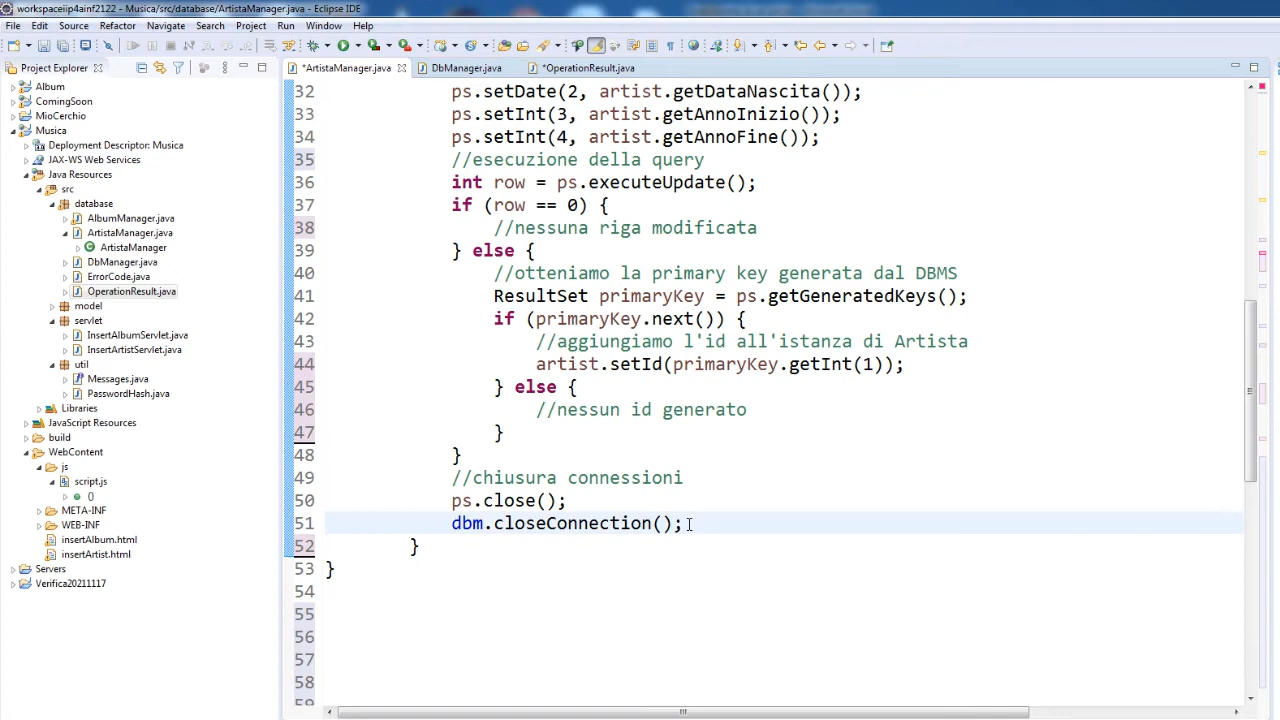 workspaceiip4ainf2122 - Musica/src/database/ArtistaManager.java - Eclipse IDE
File Edit Source Refactor Navigate Search Project Run Window Help
Project Explorer
*ArtistaManager.java
DbManager.java
*OperationResult.java
Album
ComingSoon
MioCerchio
Musica
Deployment Descriptor: Musica
JAX-WS Web Services
Java Resources
src
database
AlbumManager.java
ArtistaManager.java
ArtistaManager
DbManager.java
ErrorCode.java
OperationResult.java
model
servlet
InsertAlbumServlet.java
InsertArtistServlet.java
util
Messages.java
PasswordHash.java
Libraries
JavaScript Resources
build
WebContent
js
script.js
()
META-INF
WEB-INF
insertAlbum.html
insertArtist.html
Servers
Verifica20211117
32 ps.setDate(2, artist.getDataNascita());
33 ps.setInt(3, artist.getAnnoInizio());
34 ps.setInt(4, artist.getAnnoFine());
35 //esecuzione della query
36 int row = ps.executeUpdate();
37 if (row == 0) {
38 //nessuna riga modificata
39 } else {
40 //otteniamo la primary key generata dal DBMS
41 ResultSet primaryKey = ps.getGeneratedKeys();
42 if (primaryKey.next()) {
43 //aggiungiamo l'id all'istanza di Artista
44 artist.setId(primaryKey.getInt(1));
45 } else {
46 //nessun id generato
47 }
48 }
49 //chiusura connessioni
50 ps.close();
51 dbm.closeConnection();
52 }
53 }
54
55
56
57
58
59